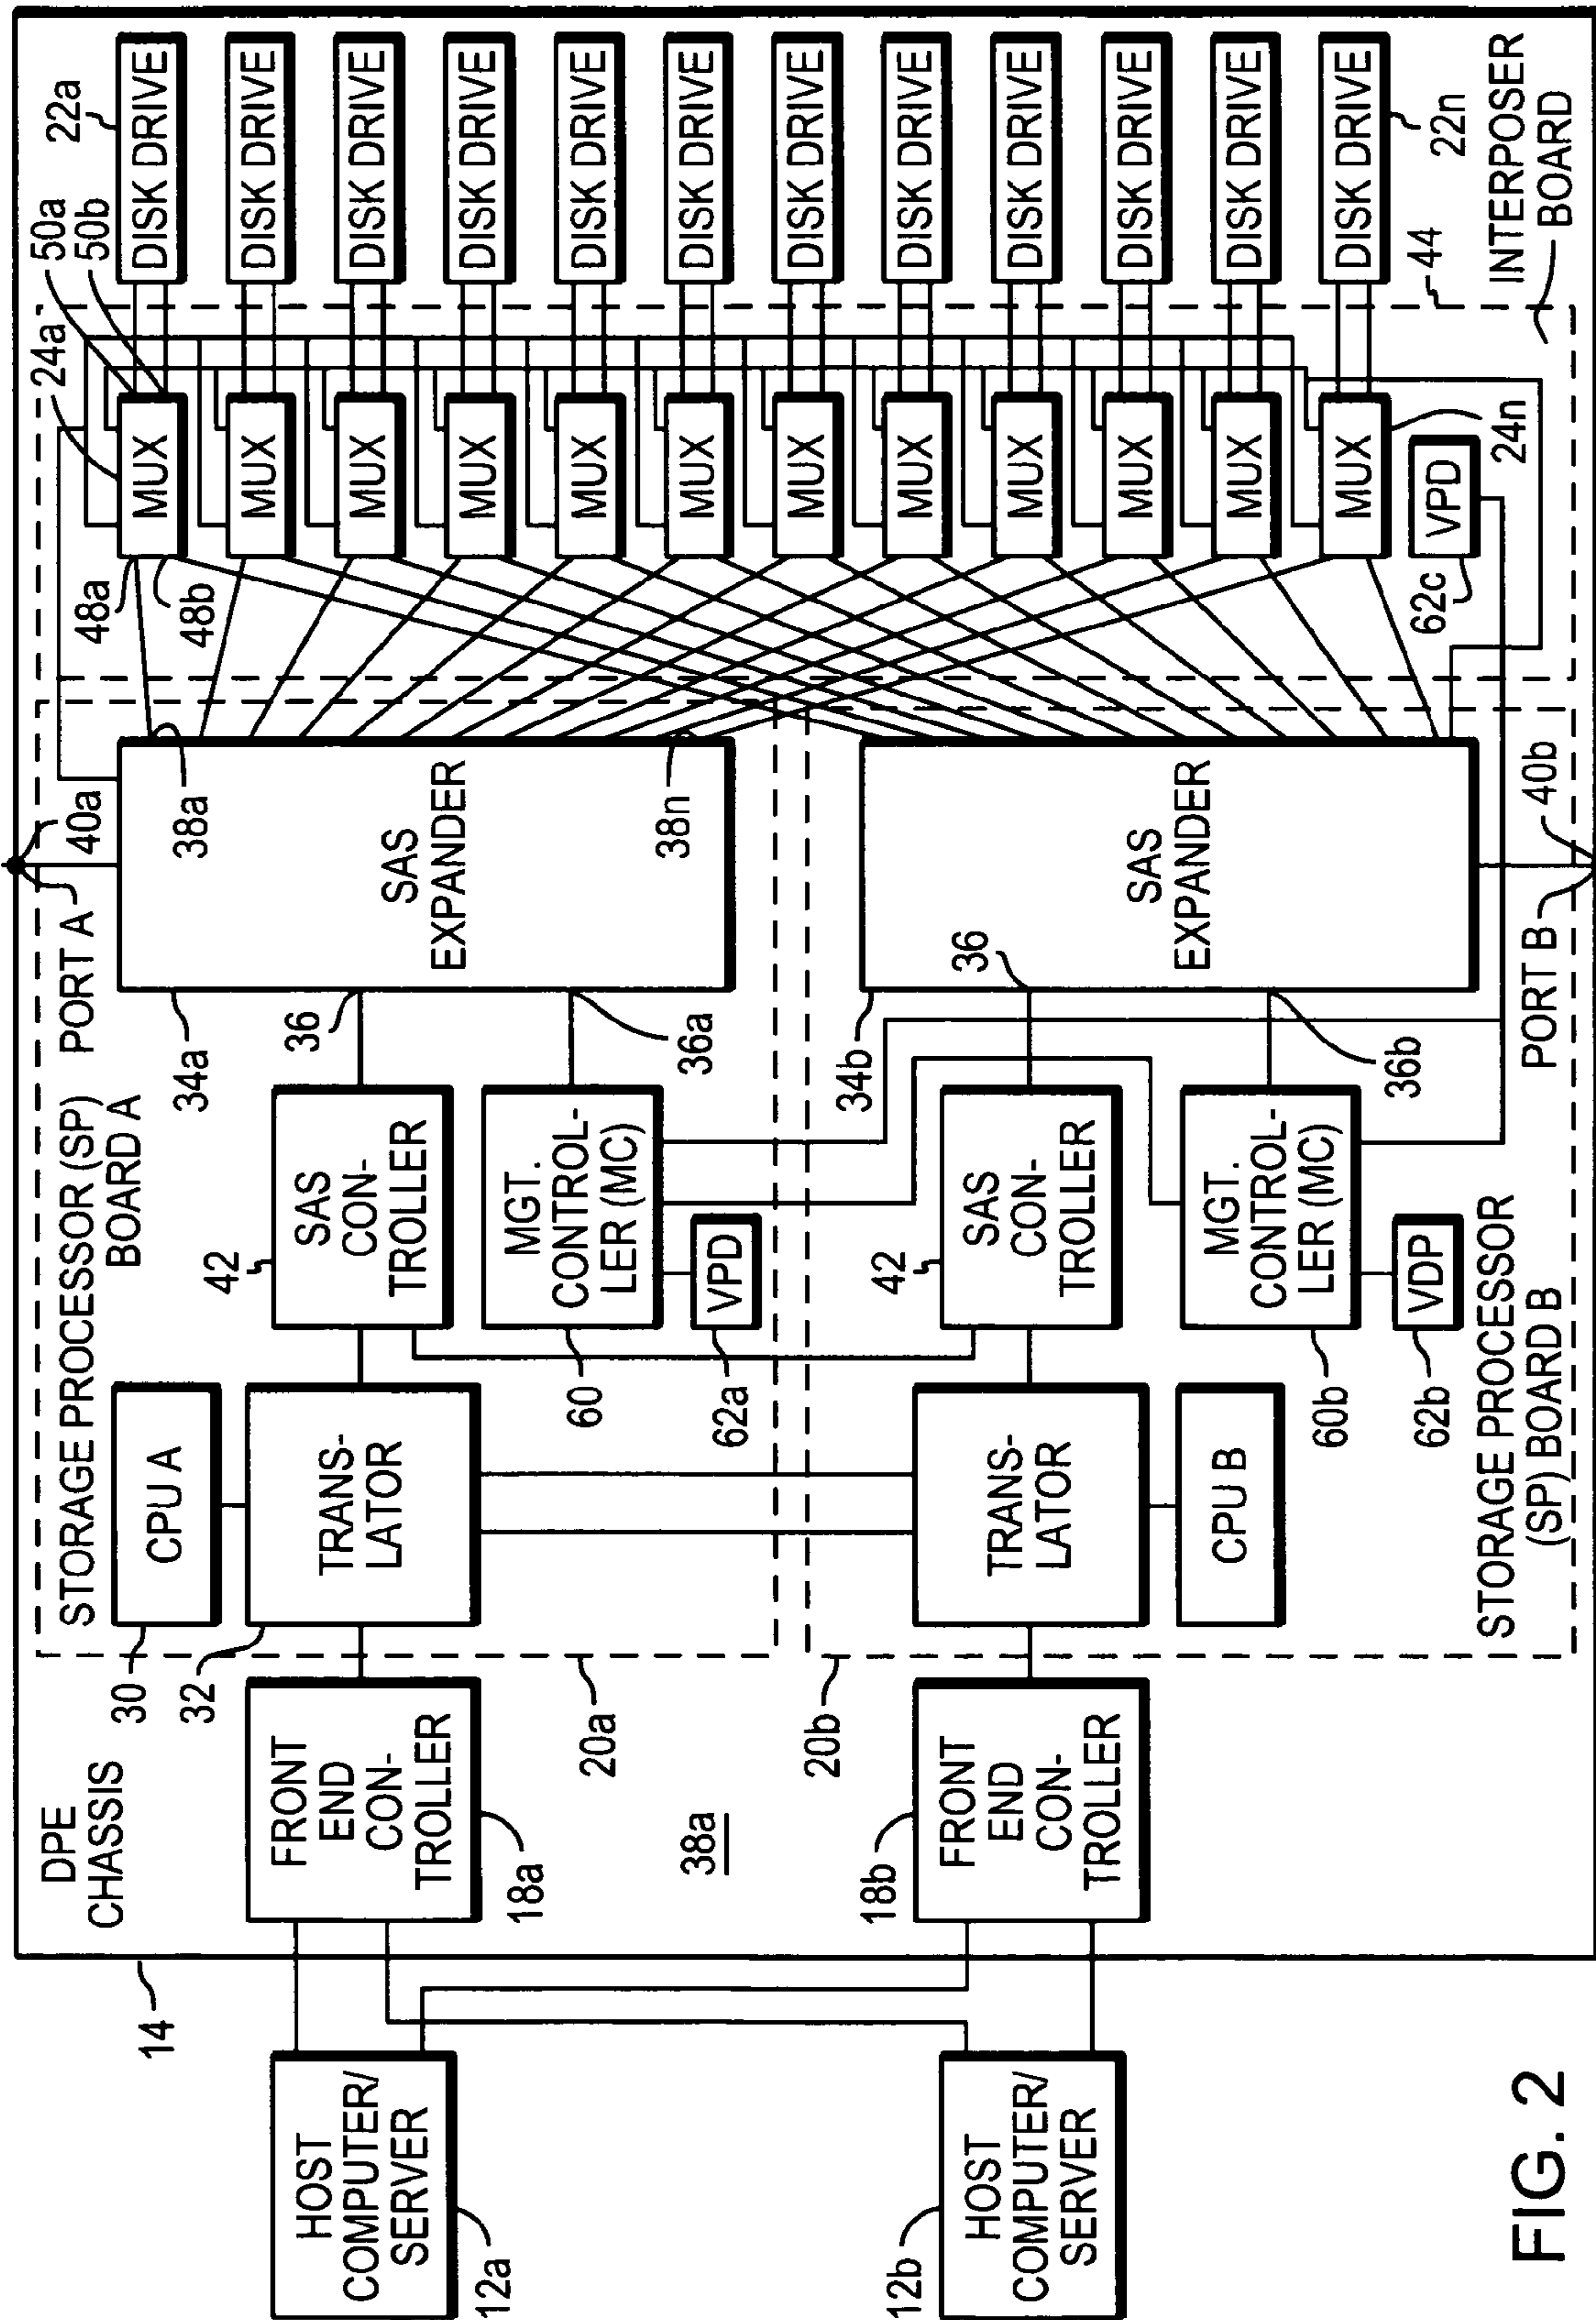 DPE
CHASSIS
14
HOST
COMPUTER/
SERVER
12a
HOST
COMPUTER/
SERVER
12b
FRONT
END
CON-
TROLLER
18a
38a
FRONT
END
CON-
TROLLER
18b
STORAGE PROCESSOR (SP)
BOARD A
30
CPU A
32
TRANS-
LATOR
20a
42
SAS
CON-
TROLLER
60
MGT.
CONTROL-
LER (MC)
62a
VPD
PORT A
40a
34a
36
36a
SAS
EXPANDER
38a
38n
20b
TRANS-
LATOR
CPU B
42
SAS
CON-
TROLLER
60b
MGT.
CONTROL-
LER (MC)
62b
VDP
STORAGE PROCESSOR
(SP) BOARD B
34b
36
36b
SAS
EXPANDER
PORT B
40b
48a
48b
24a
50a
50b
22a
MUX
DISK DRIVE
MUX
DISK DRIVE
MUX
DISK DRIVE
MUX
DISK DRIVE
MUX
DISK DRIVE
MUX
DISK DRIVE
MUX
DISK DRIVE
MUX
DISK DRIVE
MUX
DISK DRIVE
MUX
DISK DRIVE
MUX
DISK DRIVE
MUX
DISK DRIVE
24n
22n
62c
VPD
44
INTERPOSER
BOARD
FIG. 2